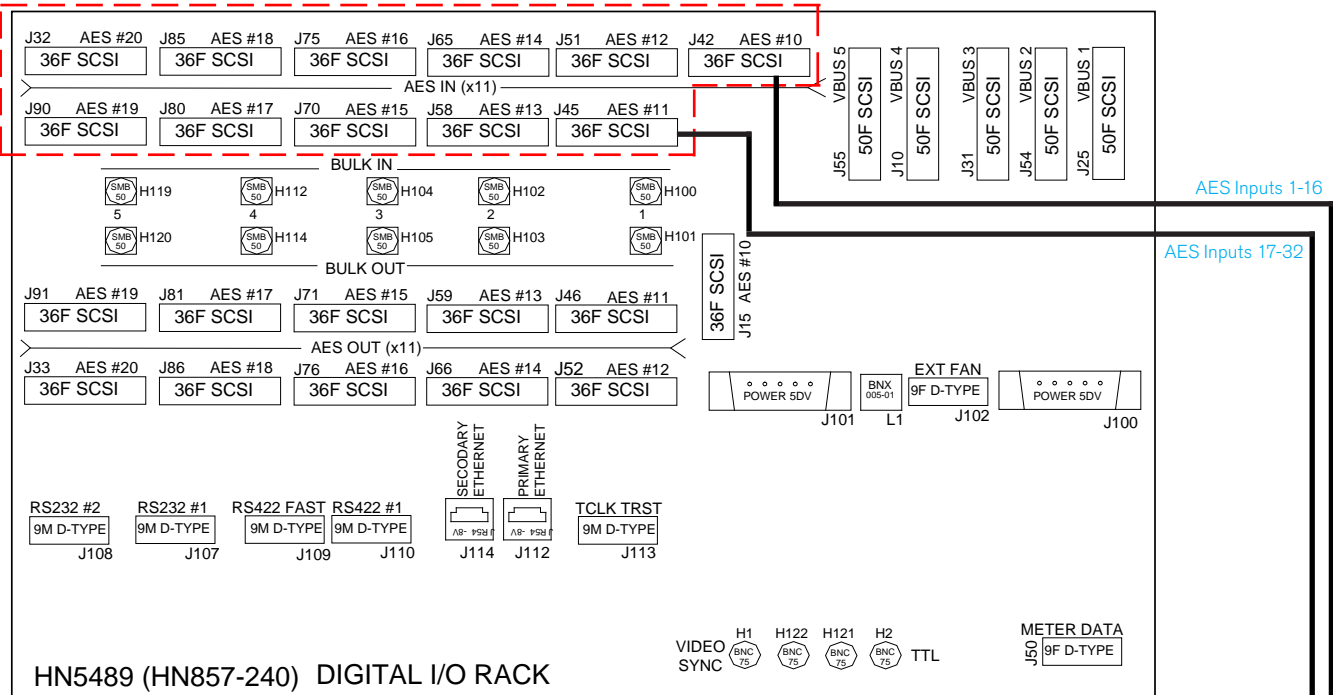 J32 AES #20 J85 AES #18 J75 AES #16 J65 AES #14 J51 AES #12 J42 AES #10
36F SCSI 36F SCSI 36F SCSI 36F SCSI 36F SCSI 36F SCSI
AES IN (x11)
J90 AES #19 J80 AES #17 J70 AES #15 J58 AES #13 J45 AES #11
36F SCSI 36F SCSI 36F SCSI 36F SCSI 36F SCSI
J55 VBUS 5
50F SCSI
J10 VBUS 4
50F SCSI
J31 VBUS 3
50F SCSI
J54 VBUS 2
50F SCSI
J25 VBUS 1
50F SCSI
AES Inputs 1-16
AES Inputs 17-32
BULK IN
SMB 50 H119 SMB 50 H112 SMB 50 H104 SMB 50 H102 SMB 50 H100
5 4 3 2 1
SMB 50 H120 SMB 50 H114 SMB 50 H105 SMB 50 H103 SMB 50 H101
BULK OUT
36F SCSI
J15 AES #10
J91 AES #19 J81 AES #17 J71 AES #15 J59 AES #13 J46 AES #11
36F SCSI 36F SCSI 36F SCSI 36F SCSI 36F SCSI
AES OUT (x11)
J33 AES #20 J86 AES #18 J76 AES #16 J66 AES #14 J52 AES #12
36F SCSI 36F SCSI 36F SCSI 36F SCSI 36F SCSI
POWER 5DV
J101
BNX
005-01
L1
EXT FAN
9F D-TYPE
J102
POWER 5DV
J100
RS232 #2
9M D-TYPE
J108
RS232 #1
9M D-TYPE
J107
RS422 FAST
9M D-TYPE
J109
RS422 #1
9M D-TYPE
J110
SECODARY
ETHERNET
JR54 -8V
J114
PRIMARY
ETHERNET
JR54 -8V
J112
TCLK TRST
9M D-TYPE
J113
VIDEO
SYNC
H1 H122 H121 H2
BNC 75 BNC 75 BNC 75 BNC 75
TTL
METER DATA
J50
9F D-TYPE
HN5489 (HN857-240) DIGITAL I/O RACK